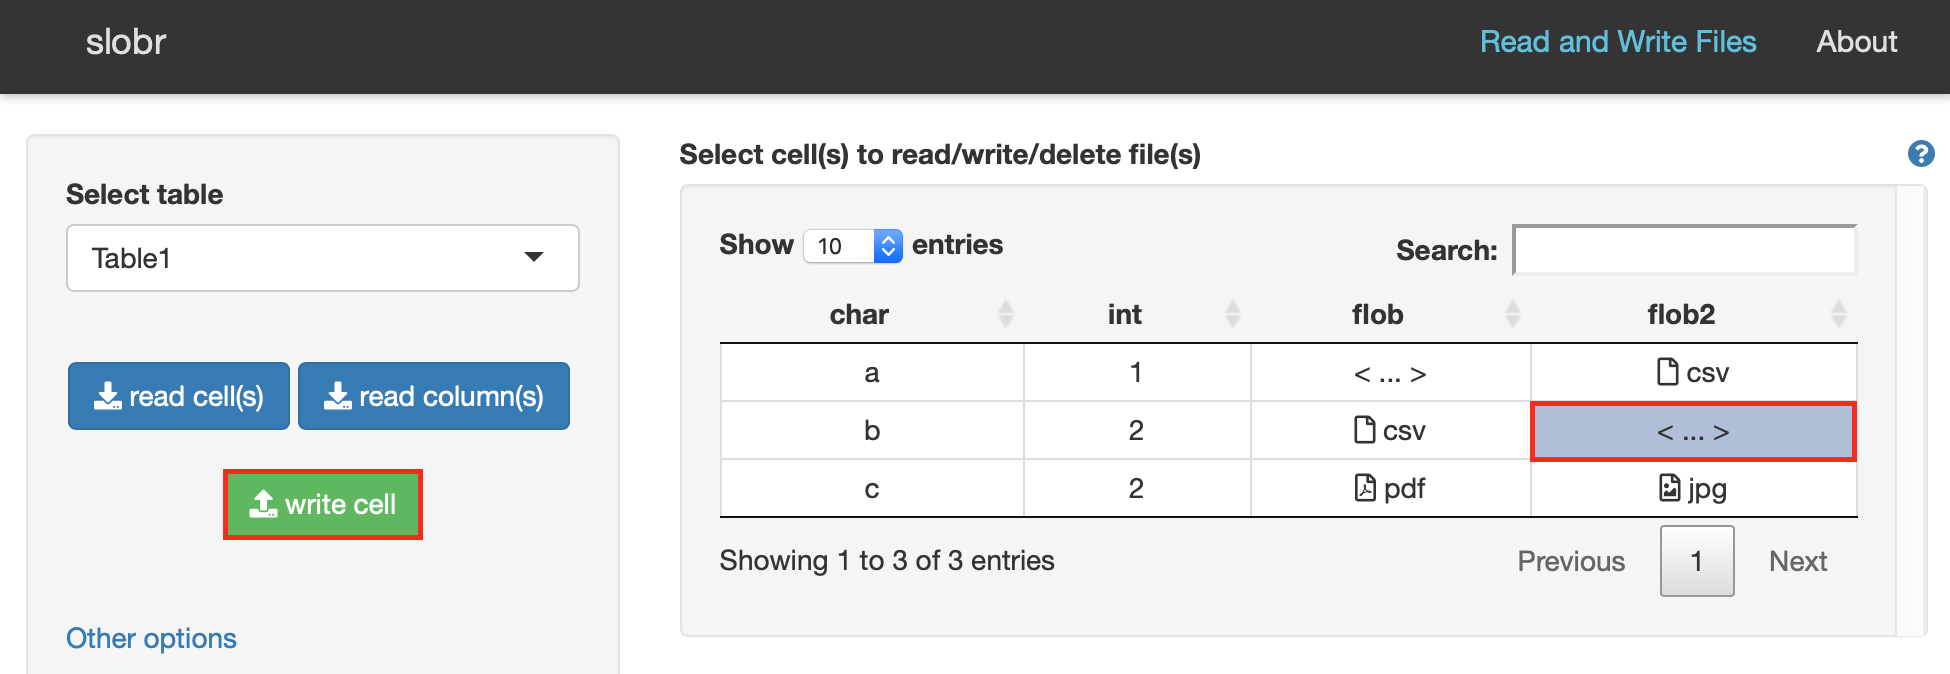 slobr
Read and Write Files
About
Select table
Table1
read cell(s)
read column(s)
write cell
Other options
Select cell(s) to read/write/delete file(s)
?
Show 10 entries
Search:
char int flob flob2
a 1 < ... > csv
b 2 csv < ... >
c 2 pdf jpg
Showing 1 to 3 of 3 entries
Previous 1 Next